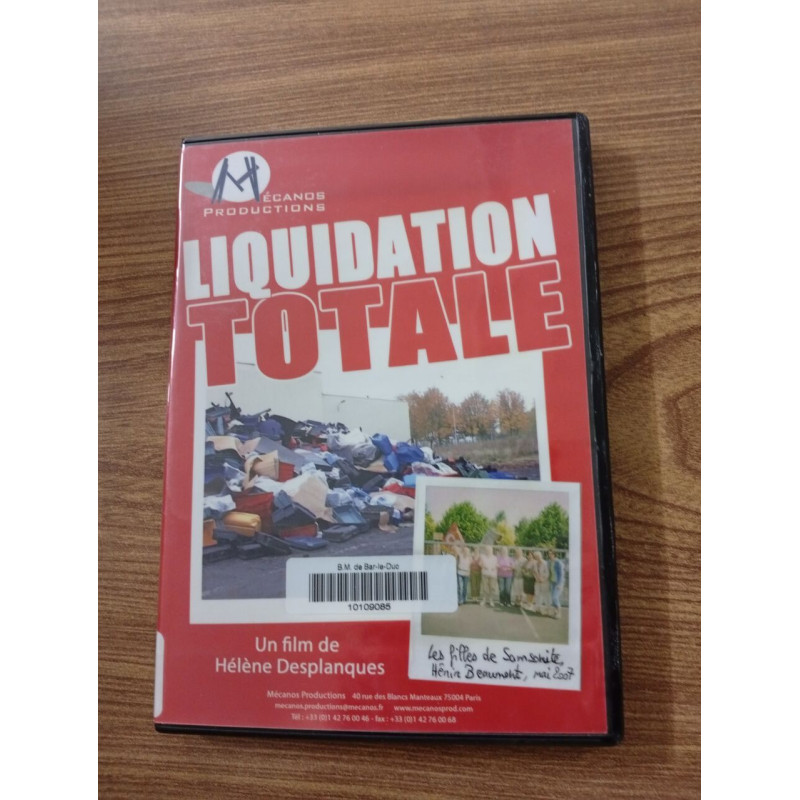 MÉCANOS
PRODUCTIONS
LIQUIDATION
TOTALE
B.M. de Bar-le-Duc
10109085
Un film de
Hélène Desplanques
Les filles de Samsonite,
Hénin Beaumont, mai 2007
Mécanos Productions 40 rue des Blancs Manteaux 75004 Paris
mecanos.productions@mecanos.fr www.mecanosprod.com
Tél : +33 (0)1 42 76 00 46 - fax : +33 (0)1 42 76 00 68